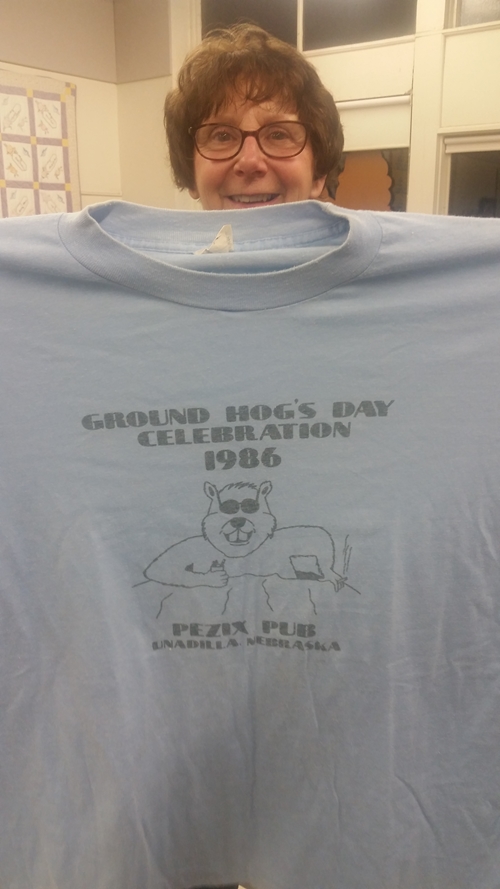 GROUND HOG'S DAY
CELEBRATION
1986
PEZIX PUB
UNADILLA, NEBRASKA